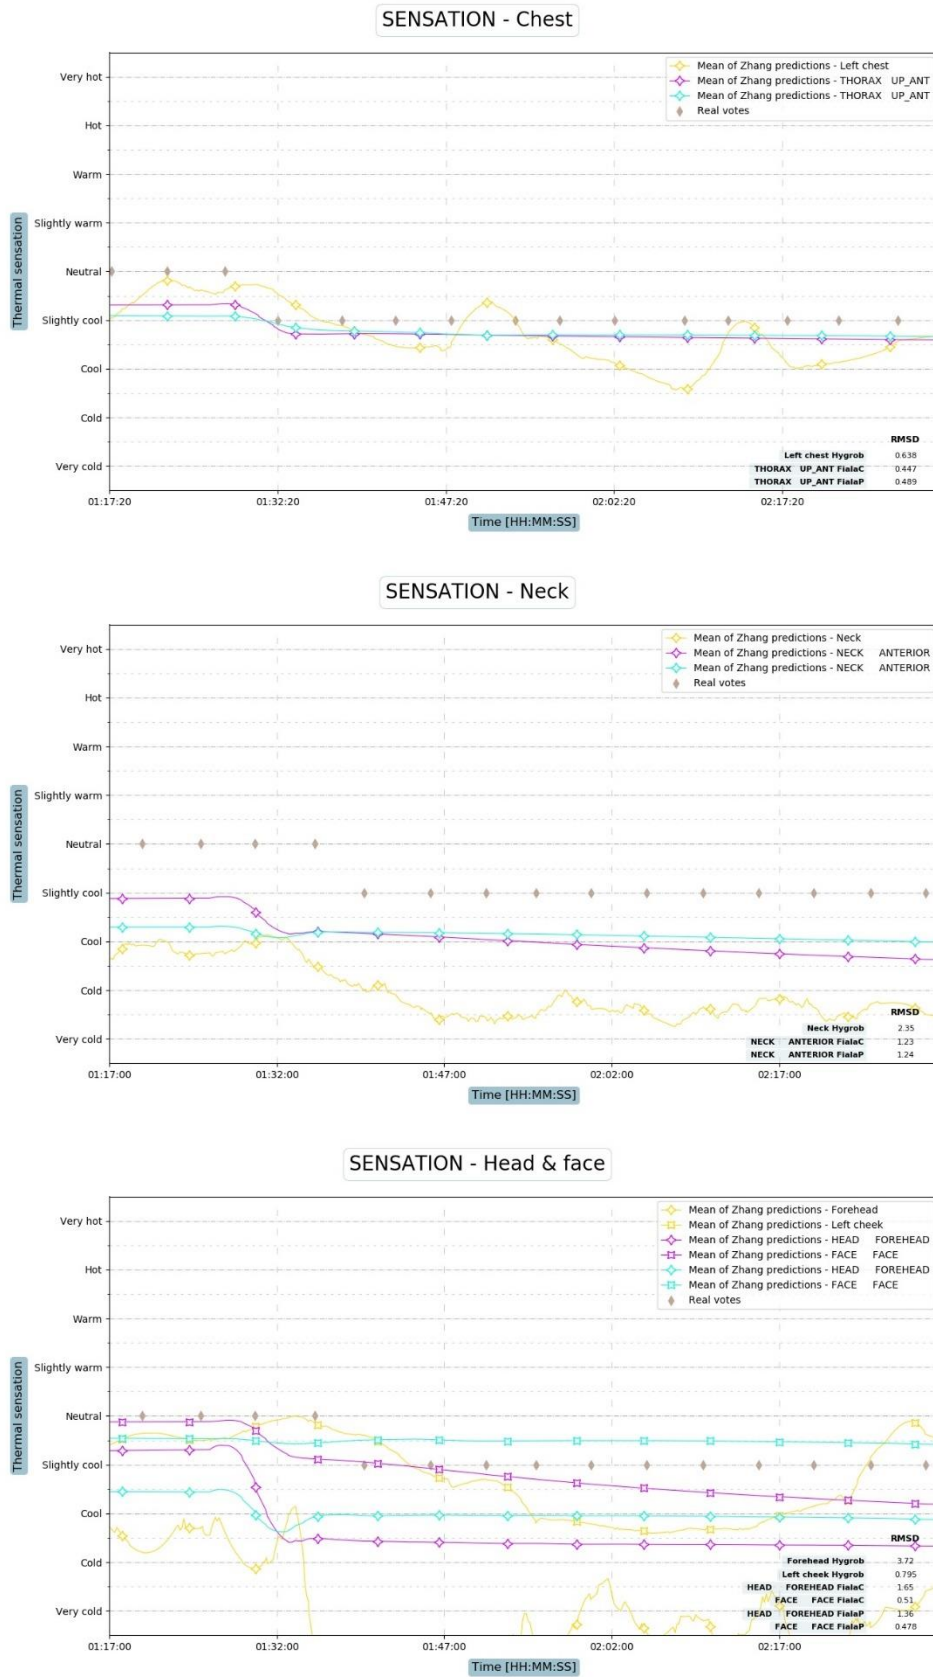 SENSATION - Chest
Mean of Zhang predictions - Left chest
Mean of Zhang predictions - THORAX UP_ANT
Mean of Zhang predictions - THORAX UP_ANT
Real votes
Very hot
Hot
Warm
Slightly warm
Neutral
Slightly cool
Cool
Cold
Very cold
Thermal sensation
RMSD
Left chest Hygrob 0.638
THORAX UP_ANT FialaC 0.447
THORAX UP_ANT FialaP 0.489
01:17:20 01:32:20 01:47:20 02:02:20 02:17:20
Time [HH:MM:SS]
SENSATION - Neck
Mean of Zhang predictions - Neck
Mean of Zhang predictions - NECK ANTERIOR
Mean of Zhang predictions - NECK ANTERIOR
Real votes
Very hot
Hot
Warm
Slightly warm
Neutral
Slightly cool
Cool
Cold
Very cold
Thermal sensation
RMSD
Neck Hygrob 2.35
NECK ANTERIOR FialaC 1.23
NECK ANTERIOR FialaP 1.24
01:17:00 01:32:00 01:47:00 02:02:00 02:17:00
Time [HH:MM:SS]
SENSATION - Head & face
Mean of Zhang predictions - Forehead
Mean of Zhang predictions - Left cheek
Mean of Zhang predictions - HEAD FOREHEAD
Mean of Zhang predictions - FACE FACE
Mean of Zhang predictions - HEAD FOREHEAD
Mean of Zhang predictions - FACE FACE
Real votes
Very hot
Hot
Warm
Slightly warm
Neutral
Slightly cool
Cool
Cold
Very cold
Thermal sensation
RMSD
Forehead Hygrob 3.72
Left cheek Hygrob 0.795
HEAD FOREHEAD FialaC 1.65
FACE FACE FialaC 0.51
HEAD FOREHEAD FialaP 1.36
FACE FACE FialaP 0.478
01:17:00 01:32:00 01:47:00 02:02:00 02:17:00
Time [HH:MM:SS]